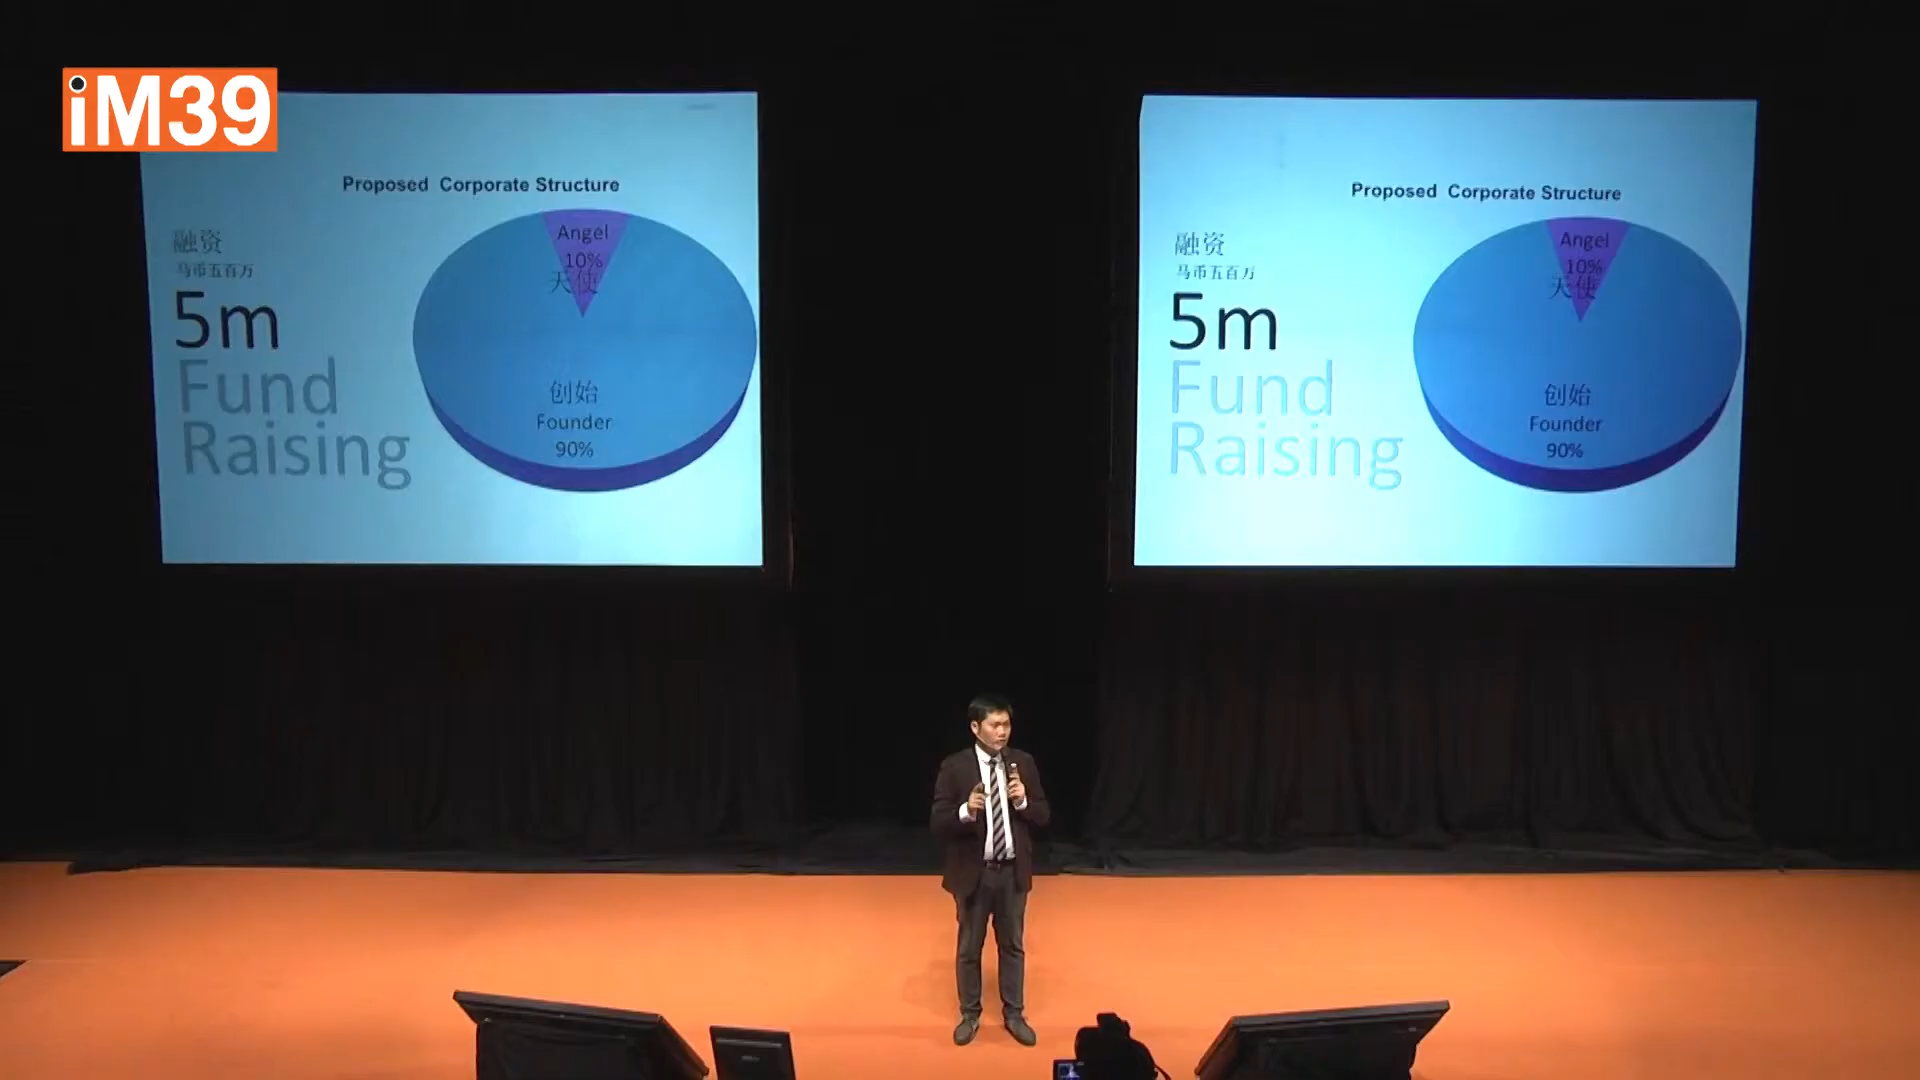 iM39
Proposed Corporate Structure
融资
马币五百万
5m
Fund
Raising
Angel
10%
天使
创始
Founder
90%
Proposed Corporate Structure
融资
马币五百万
5m
Fund
Raising
Angel
10%
天使
创始
Founder
90%